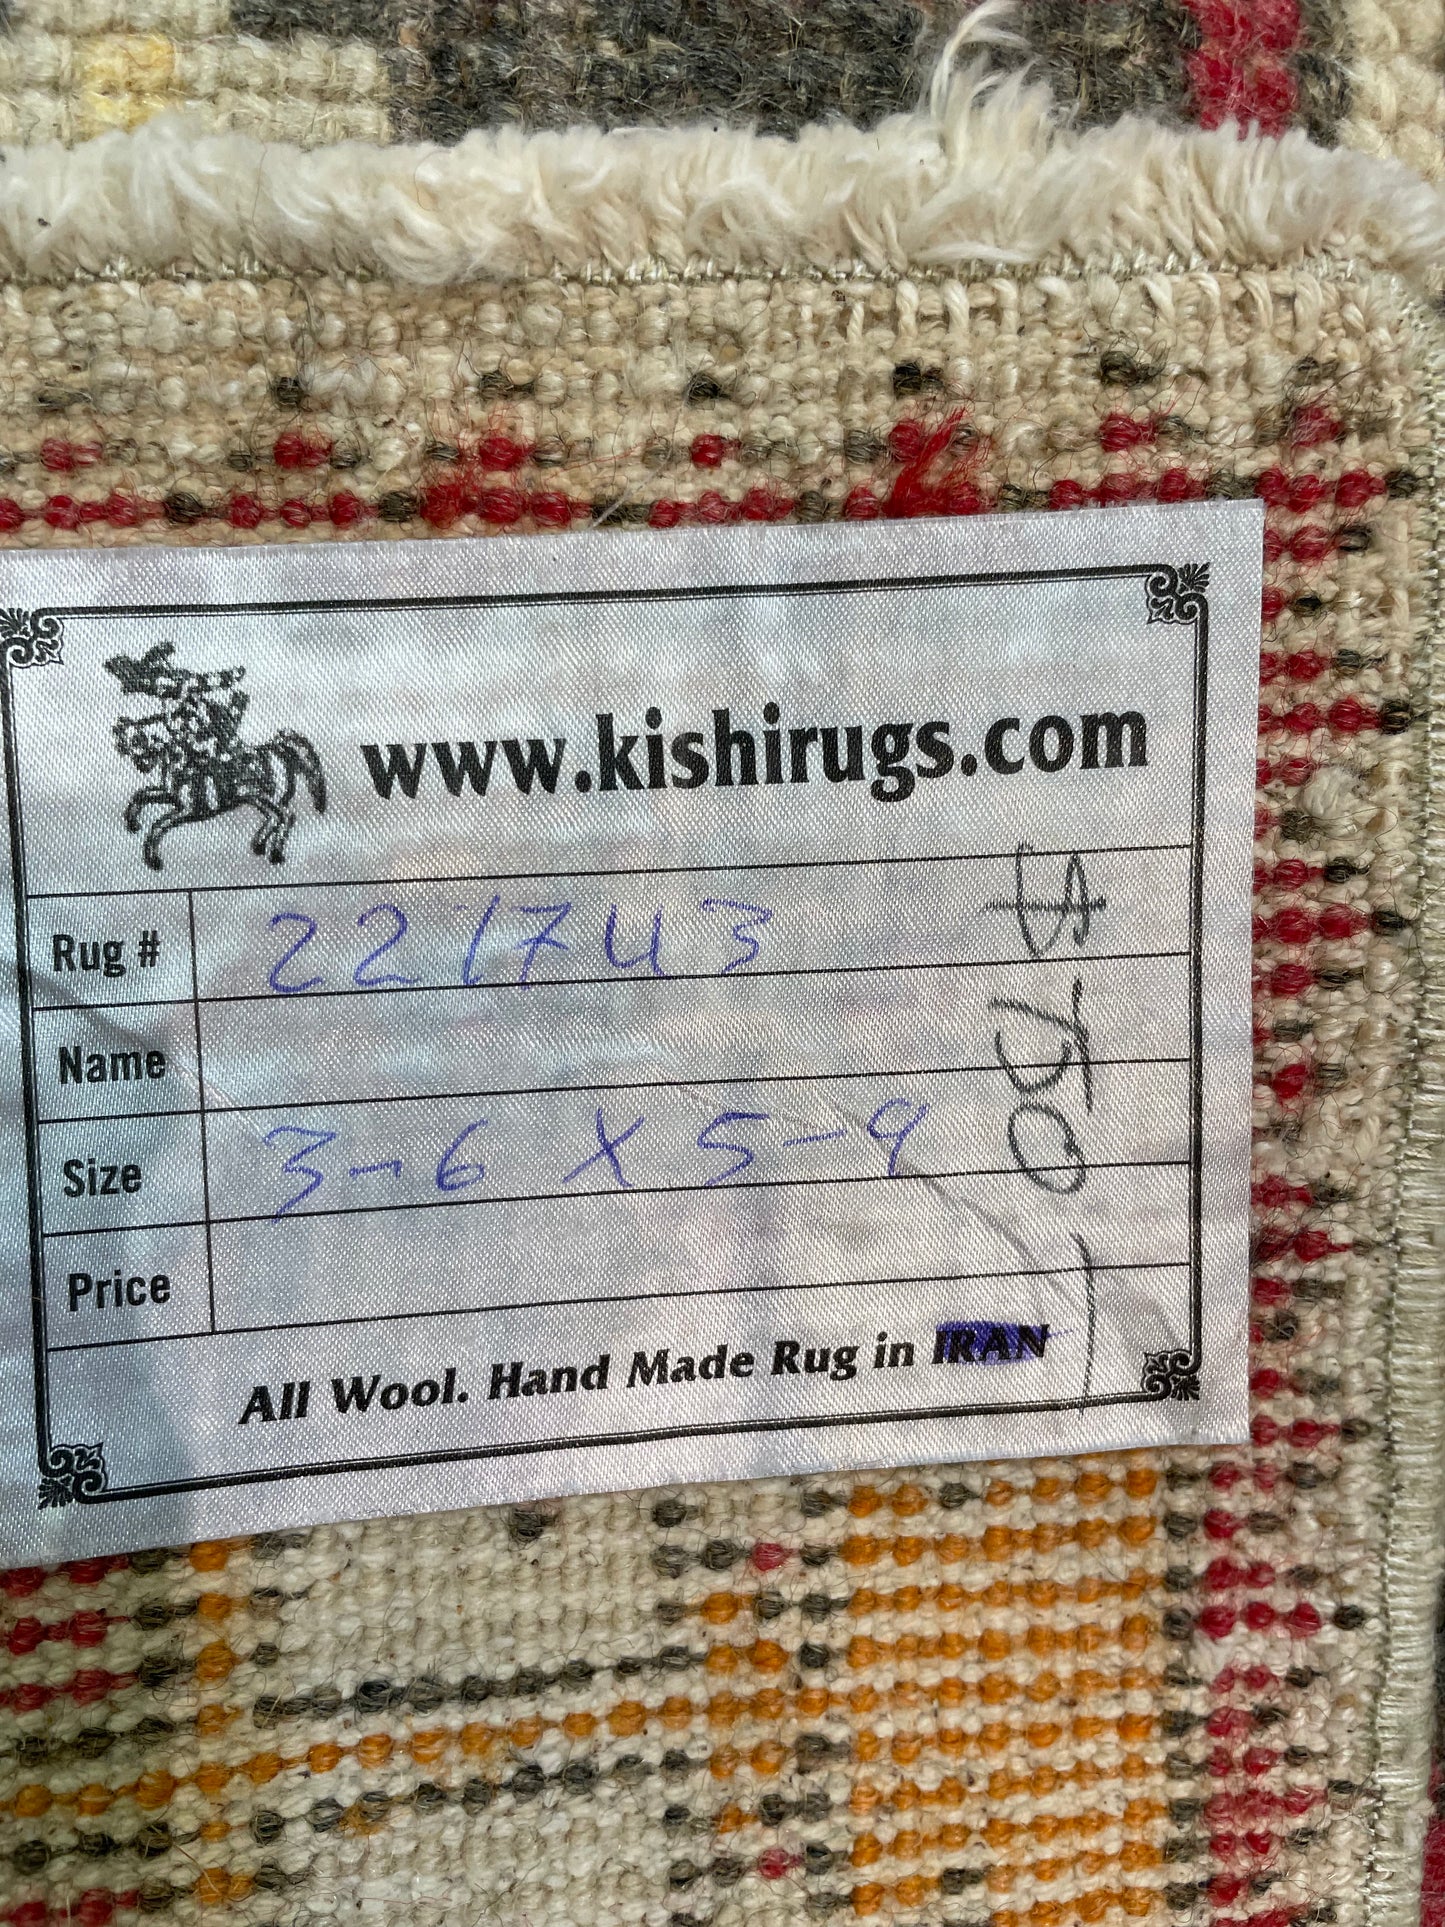 www.kishirugs.com
Rug # 221743
Name
Size 3-6 X 5-9
Price
All Wool. Hand Made Rug in IRAN